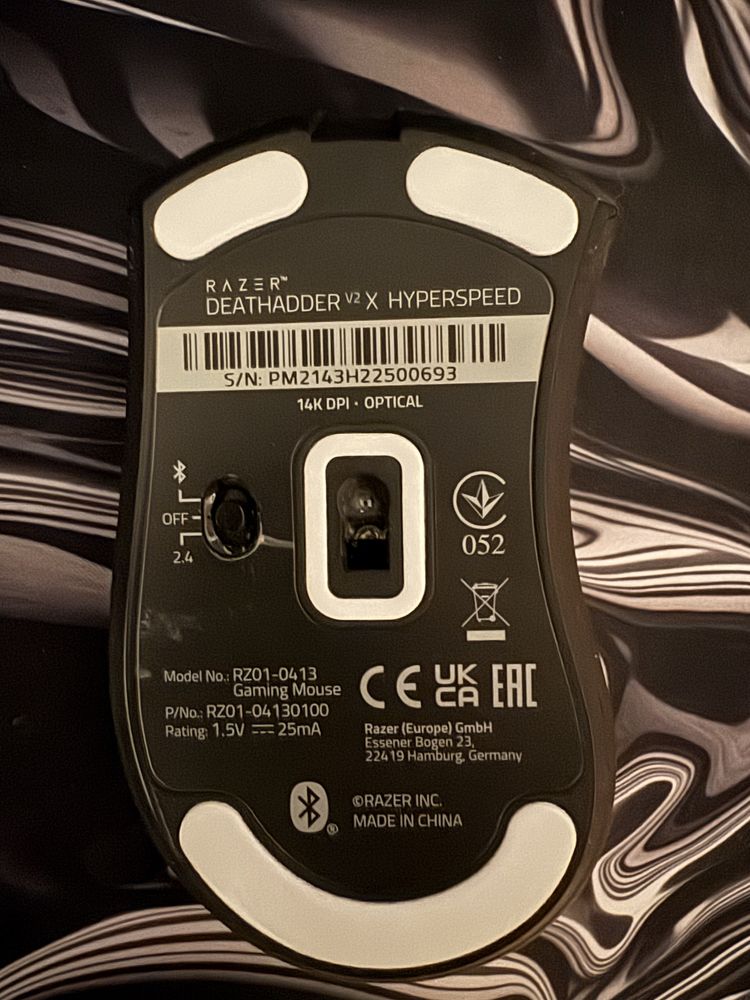 RAZER™
DEATHADDER V2 X HYPERSPEED
S/N: PM2143H22500693
14K DPI · OPTICAL
OFF
2.4
052
Model No.: RZ01-0413
Gaming Mouse
P/No.: RZ01-04130100
Rating: 1.5V ⎓ 25mA
CE UKCA EAC
Razer (Europe) GmbH
Essener Bogen 23,
22419 Hamburg, Germany
®
©RAZER INC.
MADE IN CHINA